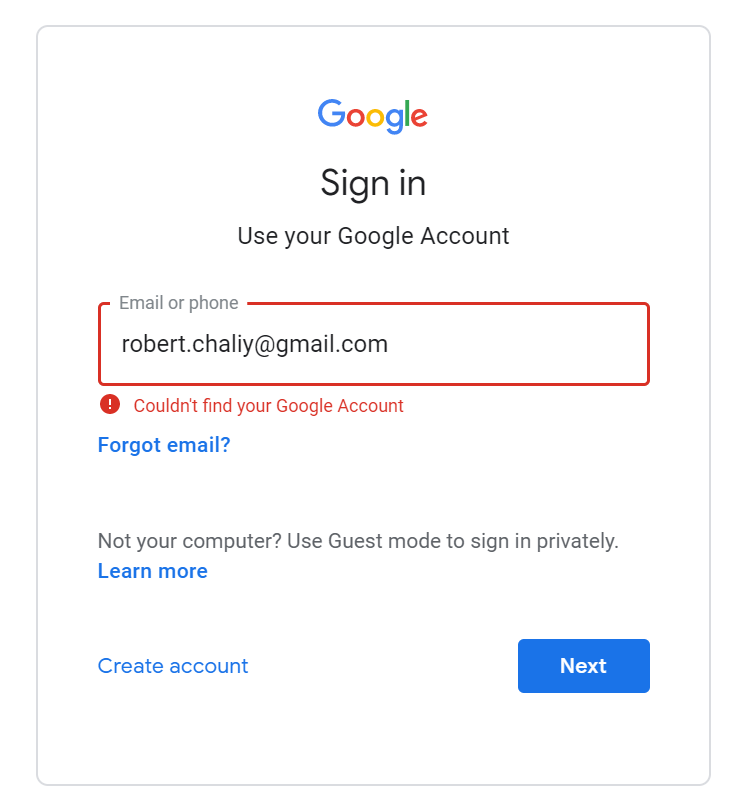 Google
Sign in
Use your Google Account
Email or phone
robert.chaliy@gmail.com
Couldn't find your Google Account
Forgot email?
Not your computer? Use Guest mode to sign in privately.
Learn more
Create account
Next